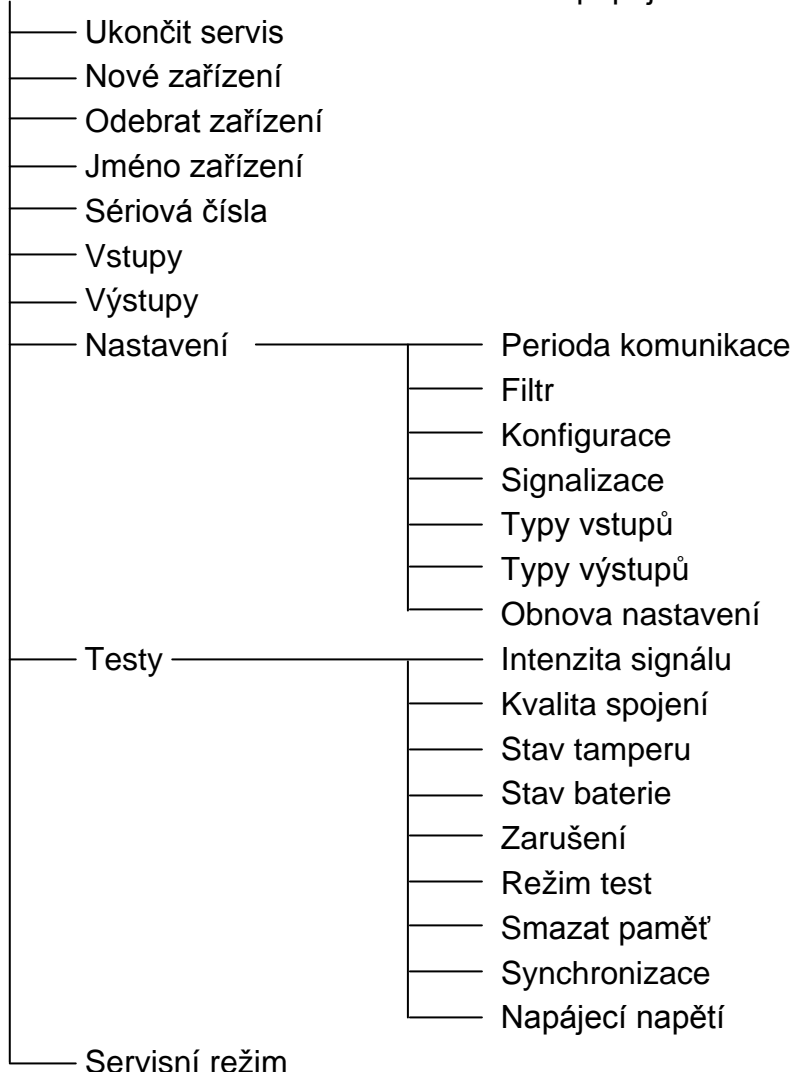 Ukončit servis
Nové zařízení
Odebrat zařízení
Jméno zařízení
Sériová čísla
Vstupy
Výstupy
Nastavení
Perioda komunikace
Filtr
Konfigurace
Signalizace
Typy vstupů
Typy výstupů
Obnova nastavení
Testy
Intenzita signálu
Kvalita spojení
Stav tamperu
Stav baterie
Zarušení
Režim test
Smazat paměť
Synchronizace
Napájecí napětí
Servisní režim